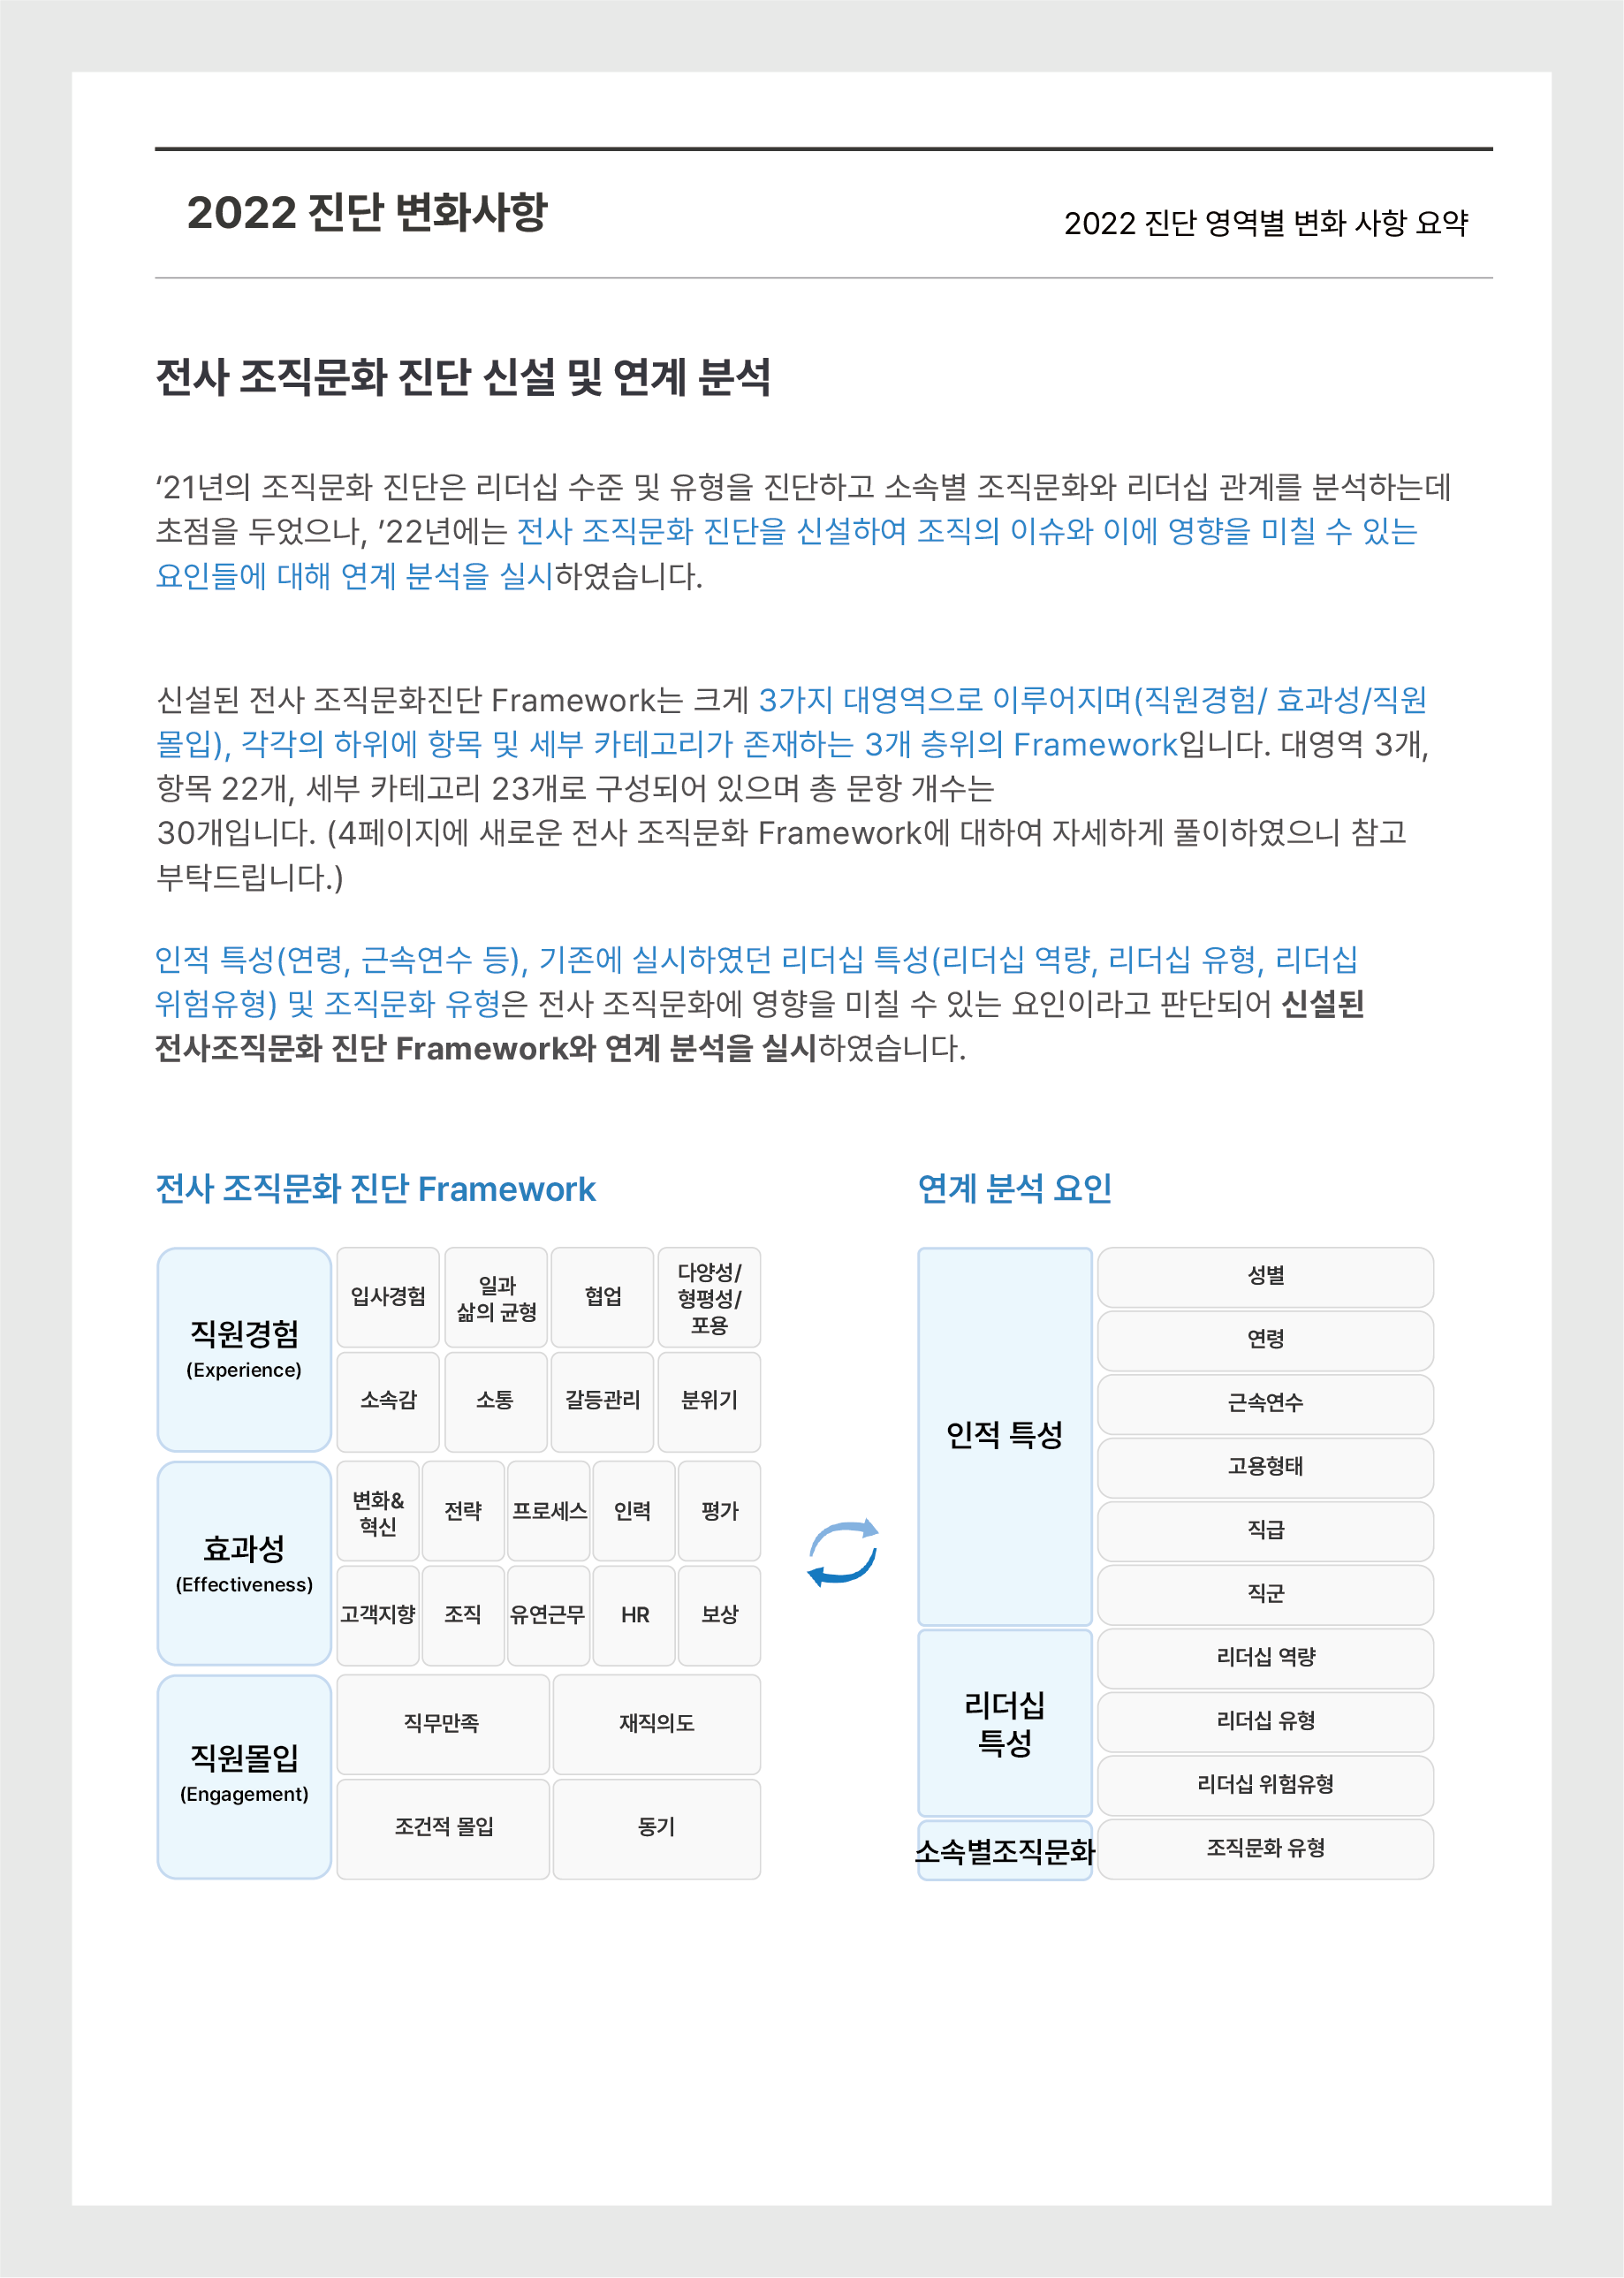 2022 진단 변화사항
2022 진단 영역별 변화 사항 요약
전사 조직문화 진단 신설 및 연계 분석
‘21년의 조직문화 진단은 리더십 수준 및 유형을 진단하고 소속별 조직문화와 리더십 관계를 분석하는데
초점을 두었으나, ’22년에는 전사 조직문화 진단을 신설하여 조직의 이슈와 이에 영향을 미칠 수 있는
요인들에 대해 연계 분석을 실시하였습니다.
신설된 전사 조직문화진단 Framework는 크게 3가지 대영역으로 이루어지며(직원경험/ 효과성/직원
몰입), 각각의 하위에 항목 및 세부 카테고리가 존재하는 3개 층위의 Framework입니다. 대영역 3개,
항목 22개, 세부 카테고리 23개로 구성되어 있으며 총 문항 개수는
30개입니다. (4페이지에 새로운 전사 조직문화 Framework에 대하여 자세하게 풀이하였으니 참고
부탁드립니다.)
인적 특성(연령, 근속연수 등), 기존에 실시하였던 리더십 특성(리더십 역량, 리더십 유형, 리더십
위험유형) 및 조직문화 유형은 전사 조직문화에 영향을 미칠 수 있는 요인이라고 판단되어 신설된
전사조직문화 진단 Framework와 연계 분석을 실시하였습니다.
전사 조직문화 진단 Framework
직원경험
(Experience)
입사경험
일과
삶의 균형
협업
다양성/
형평성/
포용
소속감
소통
갈등관리
분위기
효과성
(Effectiveness)
변화&
혁신
전략
프로세스
인력
평가
고객지향
조직
유연근무
HR
보상
직원몰입
(Engagement)
직무만족
재직의도
조건적 몰입
동기
연계 분석 요인
인적 특성
성별
연령
근속연수
고용형태
직급
직군
리더십
특성
리더십 역량
리더십 유형
리더십 위험유형
소속별조직문화
조직문화 유형